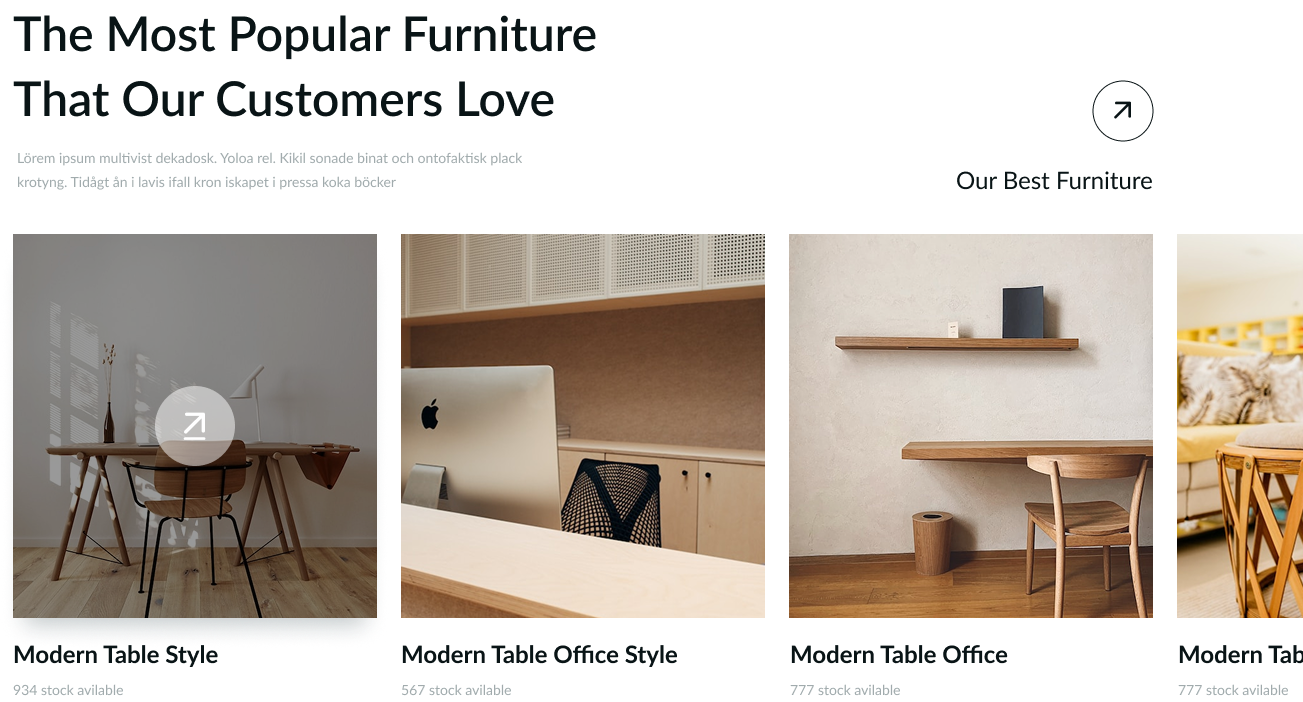 The Most Popular Furniture
That Our Customers Love
Lörem ipsum multivist dekadosk. Yoloa rel. Kikil sonade binat och ontofaktisk plack
krotyng. Tidågt ån i lavis ifall kron iskapet i pressa koka böcker
Our Best Furniture
Modern Table Style
934 stock avilable
Modern Table Office Style
567 stock avilable
Modern Table Office
777 stock avilable
Modern Tab
777 stock avilable